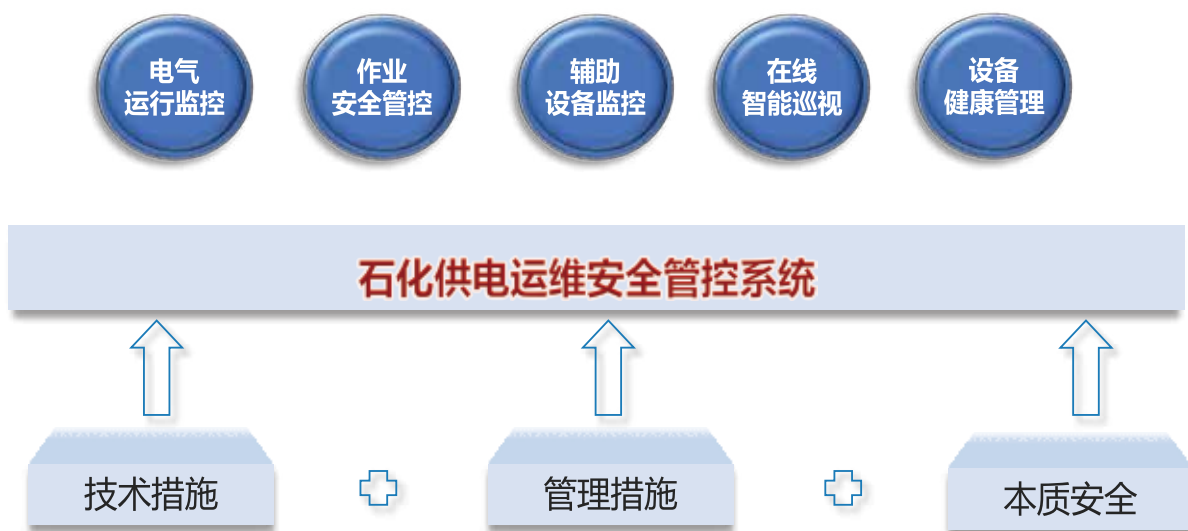 电气
运行监控
作业
安全管控
辅助
设备监控
在线
智能巡视
设备
健康管理
石化供电运维安全管控系统
技术措施
管理措施
本质安全